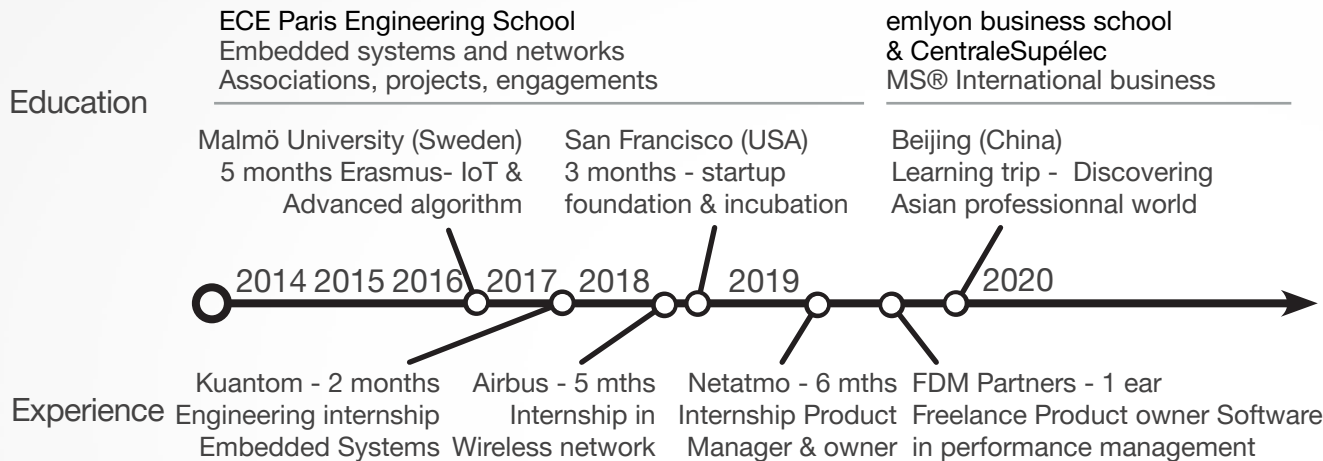 ECE Paris Engineering School
Embedded systems and networks
Associations, projects, engagements
emlyon business school
& CentraleSupélec
MS® International business
Education
Malmö University (Sweden)
5 months Erasmus- IoT &
Advanced algorithm
San Francisco (USA)
3 months - startup
foundation & incubation
Beijing (China)
Learning trip -  Discovering
Asian professionnal world
2014 2015 2016 2017 2018 2019 2020
Experience
Kuantom - 2 months
Engineering internship
Embedded Systems
Airbus - 5 mths
Internship in
Wireless network
Netatmo - 6 mths
Internship Product
Manager & owner
FDM Partners - 1 ear
Freelance Product owner Software
in performance management